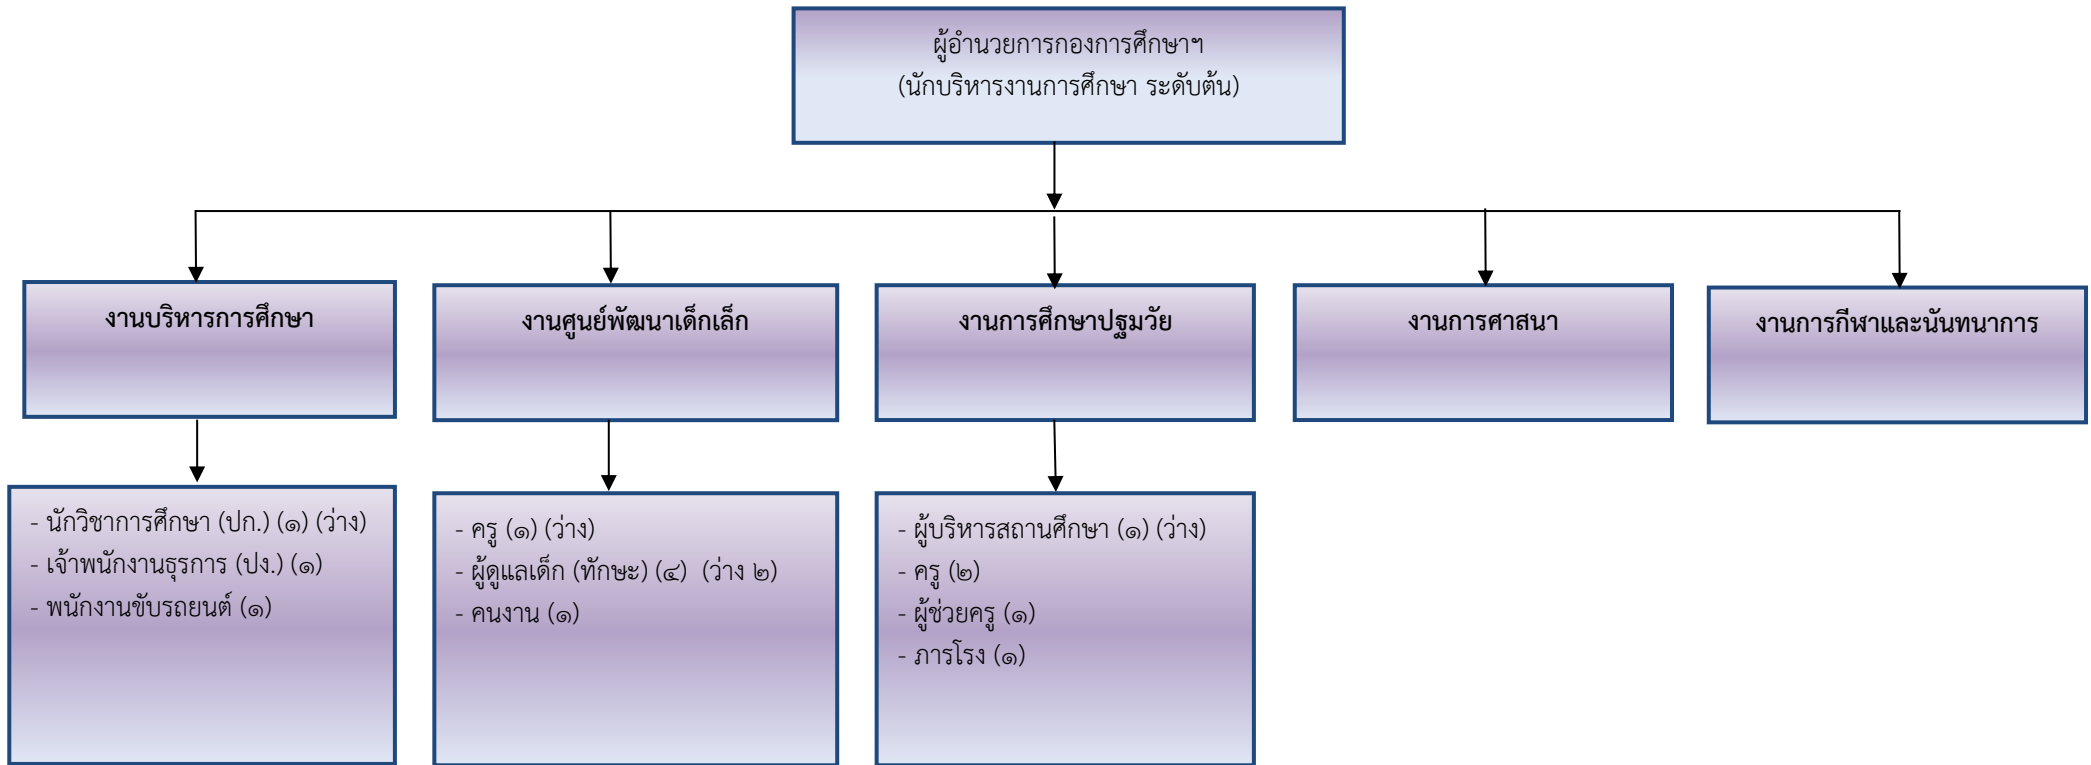 ผู้อำนวยการกองการศึกษาฯ
(นักบริหารงานการศึกษา ระดับต้น)
งานบริหารการศึกษา
งานศูนย์พัฒนาเด็กเล็ก
งานการศึกษาปฐมวัย
งานการศาสนา
งานการกีฬาและนันทนาการ
- นักวิชาการศึกษา (ปก.) (๑) (ว่าง)
- เจ้าพนักงานธุรการ (ปง.) (๑)
- พนักงานขับรถยนต์ (๑)
- ครู (๑) (ว่าง)
- ผู้ดูแลเด็ก (ทักษะ) (๔) (ว่าง ๒)
- คนงาน (๑)
- ผู้บริหารสถานศึกษา (๑) (ว่าง)
- ครู (๒)
- ผู้ช่วยครู (๑)
- ภารโรง (๑)